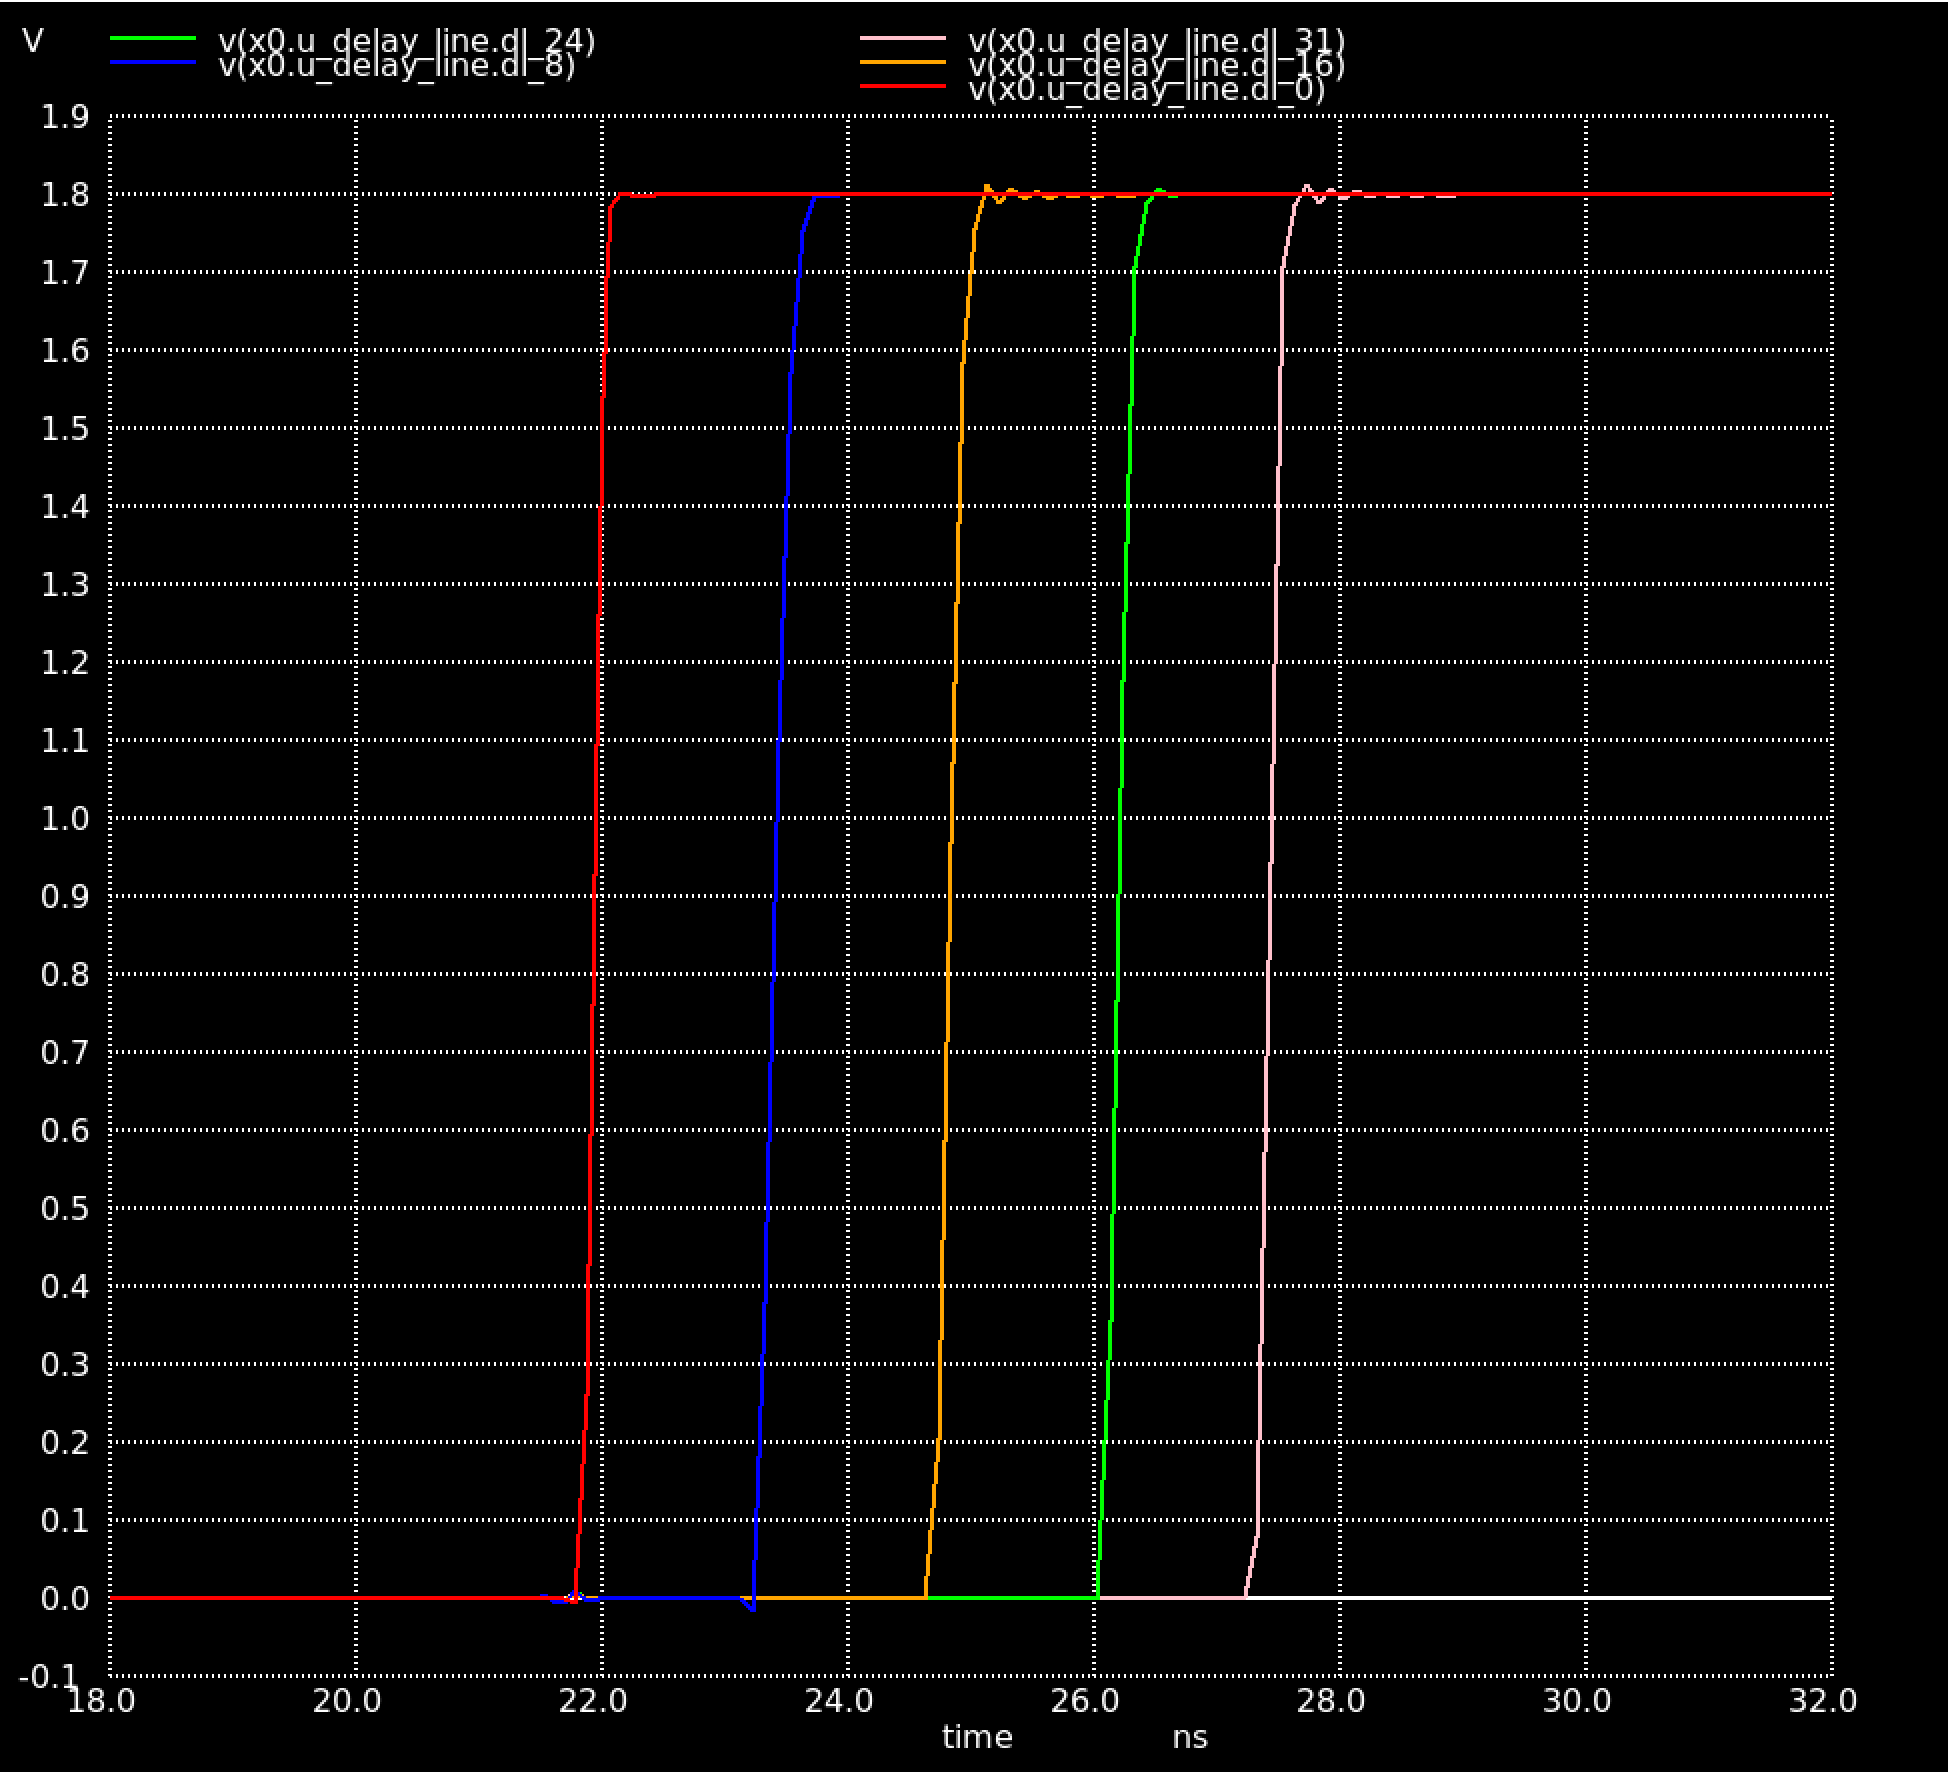 V
v(x0.u_delay_line.dl_24)
v(x0.u_delay_line.dl_31)
v(x0.u_delay_line.dl_8)
v(x0.u_delay_line.dl_16)
v(x0.u_delay_line.dl_0)
1.9
1.8
1.7
1.6
1.5
1.4
1.3
1.2
1.1
1.0
0.9
0.8
0.7
0.6
0.5
0.4
0.3
0.2
0.1
0.0
-0.1
18.0 20.0 22.0 24.0 26.0 28.0 30.0 32.0
time ns